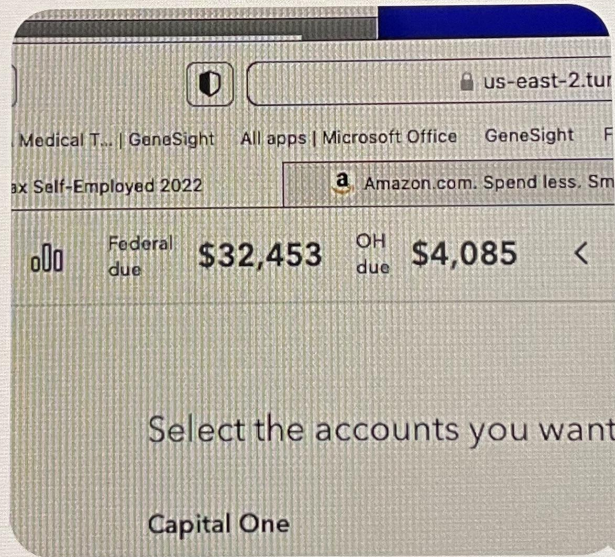 us-east-2.tur
Medical T... | GeneSight All apps | Microsoft Office GeneSight F
ax Self-Employed 2022
a Amazon.com. Spend less. Sm
Federal due $32,453 OH due $4,085 <
Select the accounts you want
Capital One